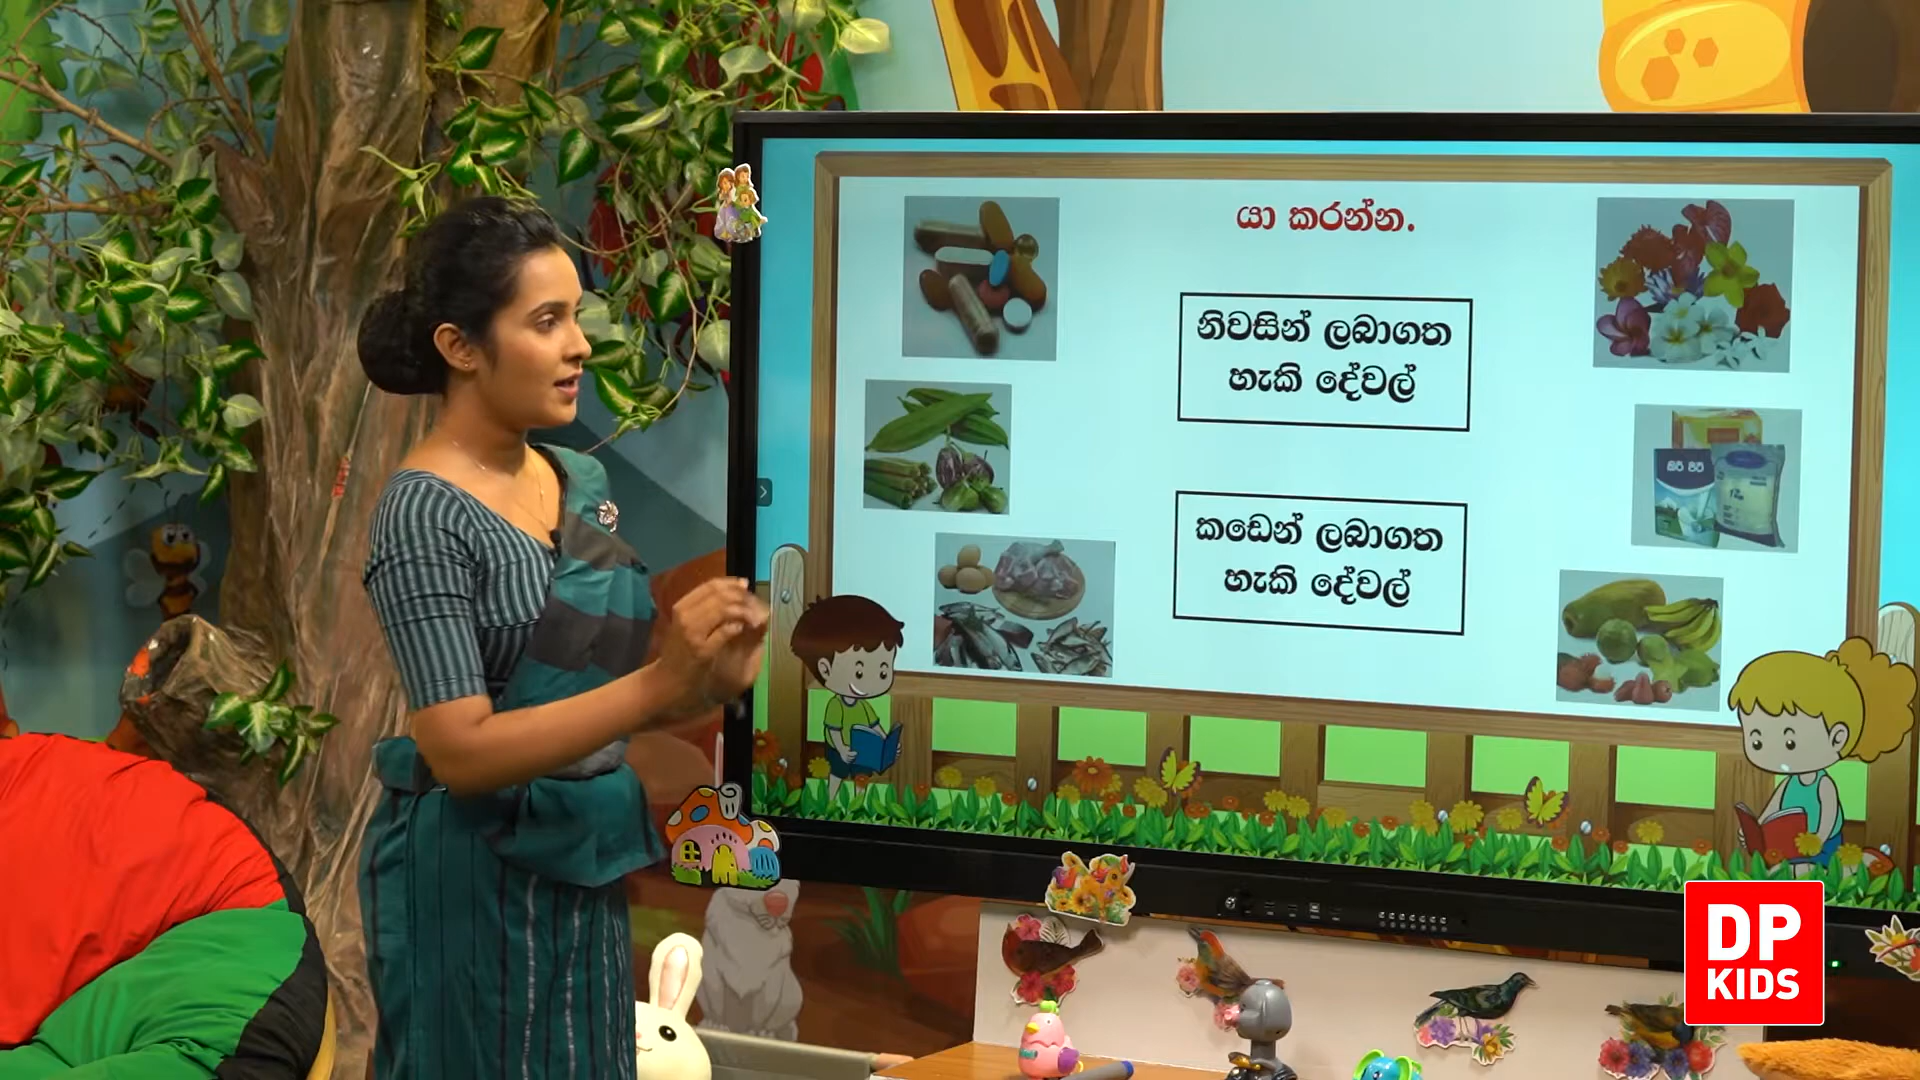 යා කරන්න.
නිවසින් ලබාගත
හැකි දේවල්
කිරි පිටි
කඩෙන් ලබාගත
හැකි දේවල්
DP
KIDS